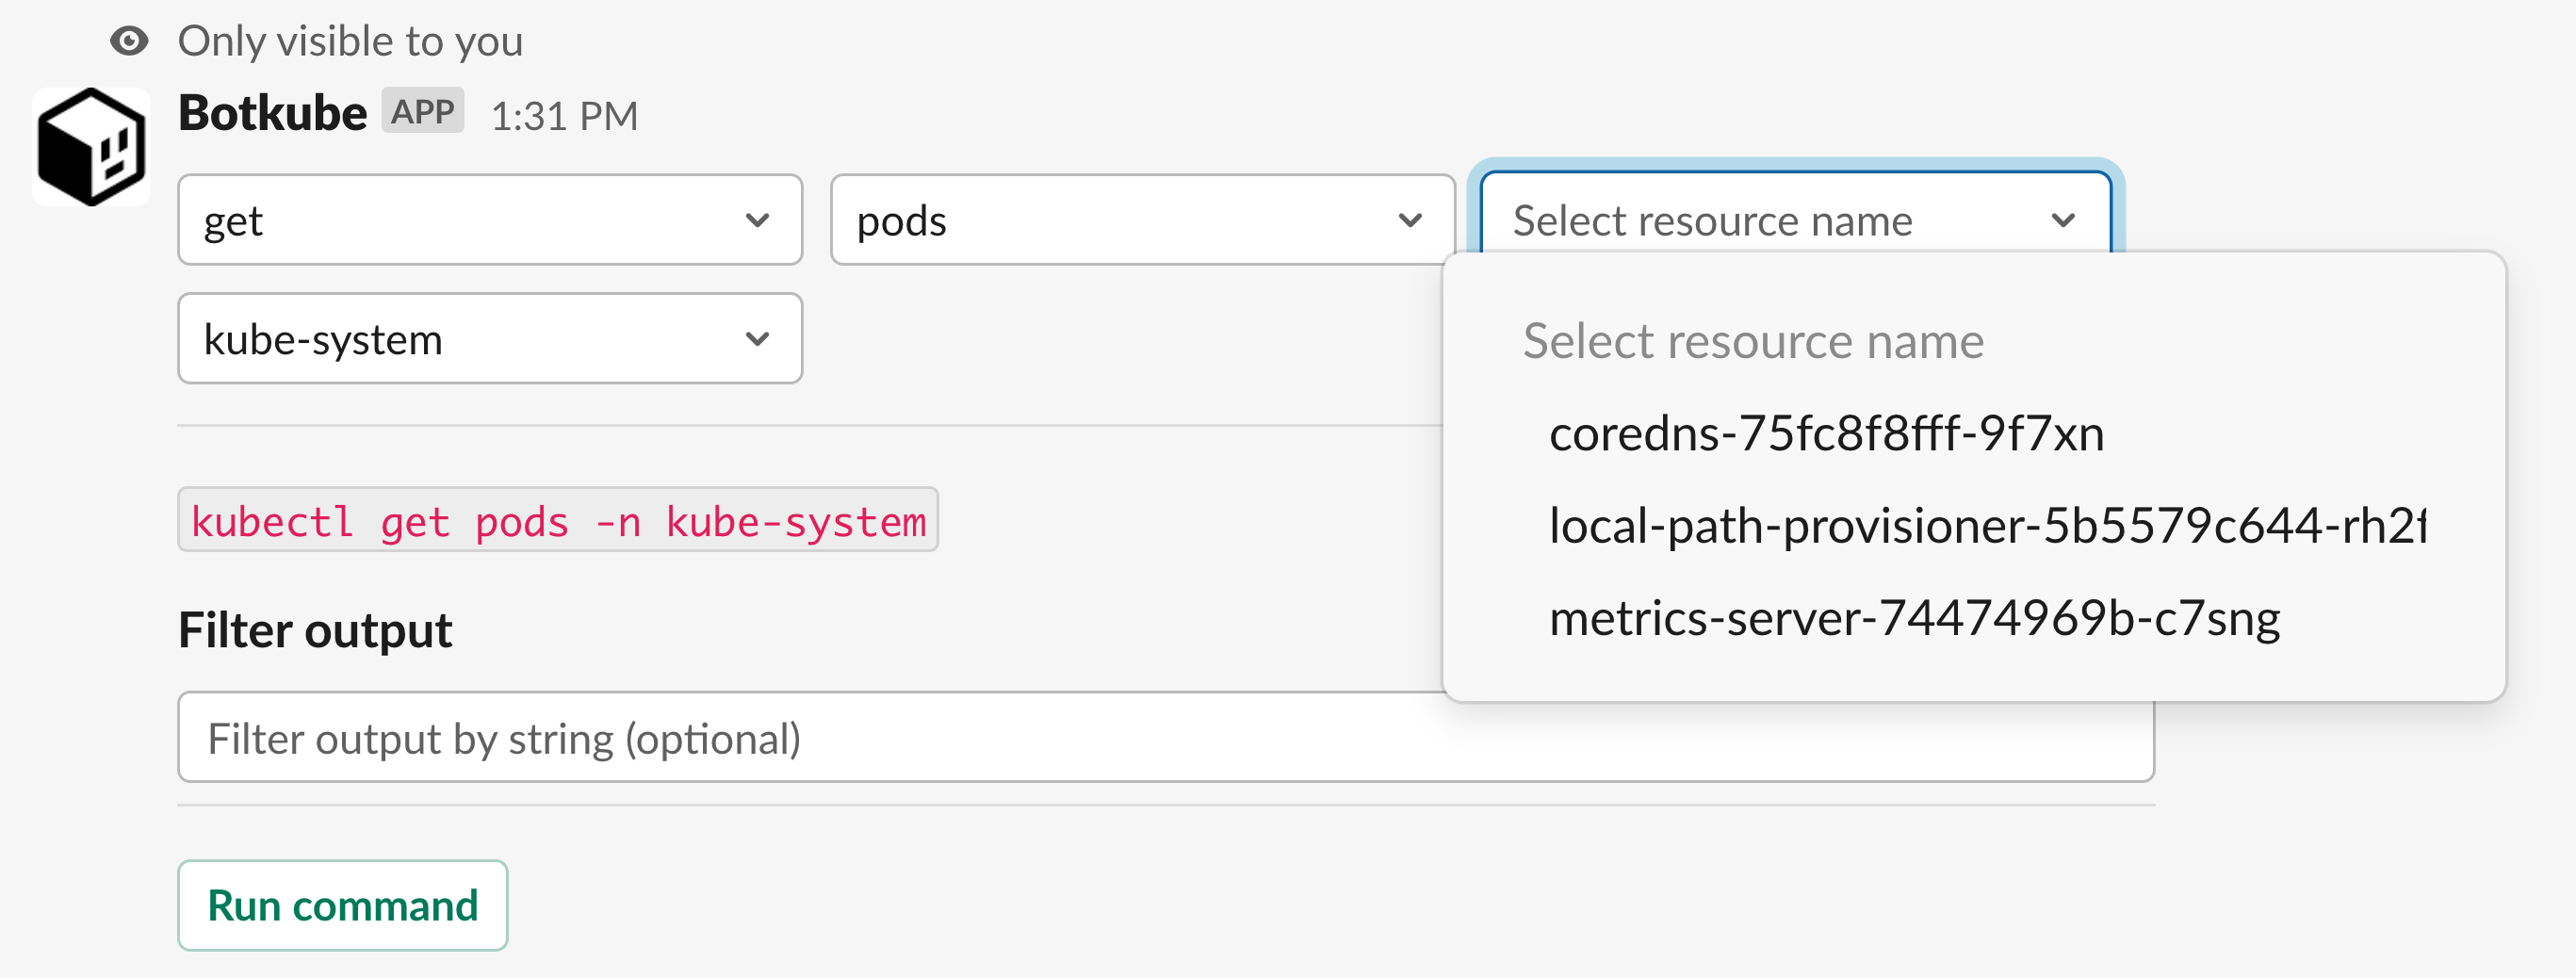 Only visible to you
Botkube APP 1:31 PM
get
pods
Select resource name
kube-system
Select resource name
coredns-75fc8f8fff-9f7xn
local-path-provisioner-5b5579c644-rh2f
metrics-server-74474969b-c7sng
kubectl get pods -n kube-system
Filter output
Filter output by string (optional)
Run command